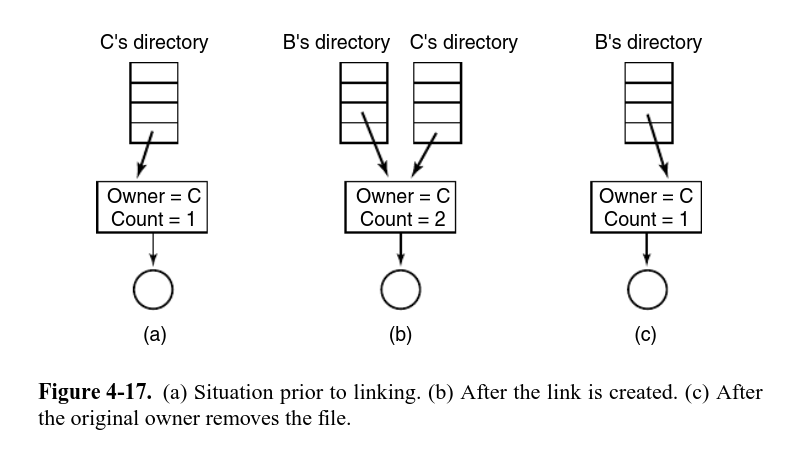 C's directory
B's directory C's directory
B's directory
Owner = C
Count = 1
Owner = C
Count = 2
Owner = C
Count = 1
(a)
(b)
(c)
Figure 4-17. (a) Situation prior to linking. (b) After the link is created. (c) After
the original owner removes the file.